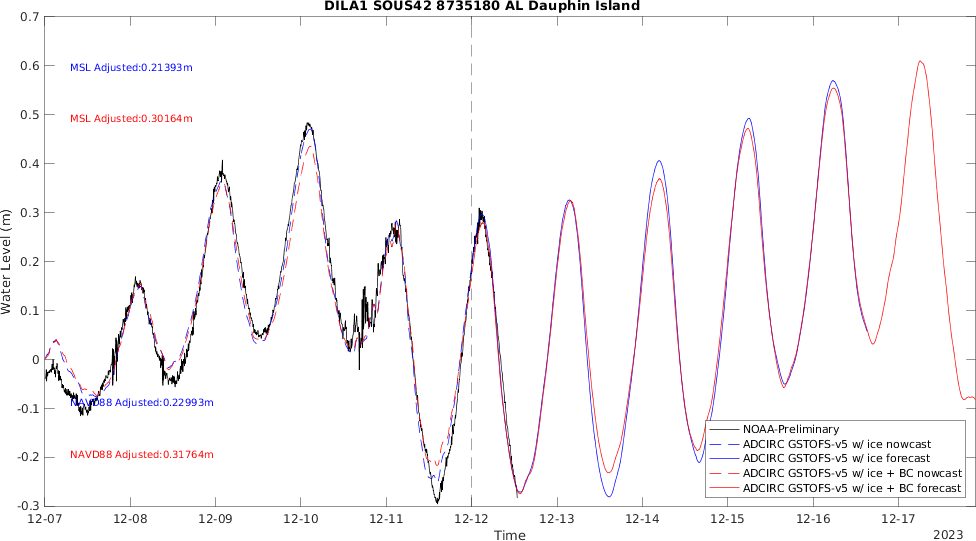 DILA1 SOUS42 8735180 AL Dauphin Island
0.7
0.6
0.5
0.4
0.3
0.2
0.1
0
-0.1
-0.2
-0.3
Water Level (m)
MSL Adjusted:0.21393m
MSL Adjusted:0.30164m
NAVD88 Adjusted:0.22993m
NAVD88 Adjusted:0.31764m
NOAA-Preliminary
ADCIRC GSTOFS-v5 w/ ice nowcast
ADCIRC GSTOFS-v5 w/ ice forecast
ADCIRC GSTOFS-v5 w/ ice + BC nowcast
ADCIRC GSTOFS-v5 w/ ice + BC forecast
12-07 12-08 12-09 12-10 12-11 12-12 12-13 12-14 12-15 12-16 12-17
Time
2023